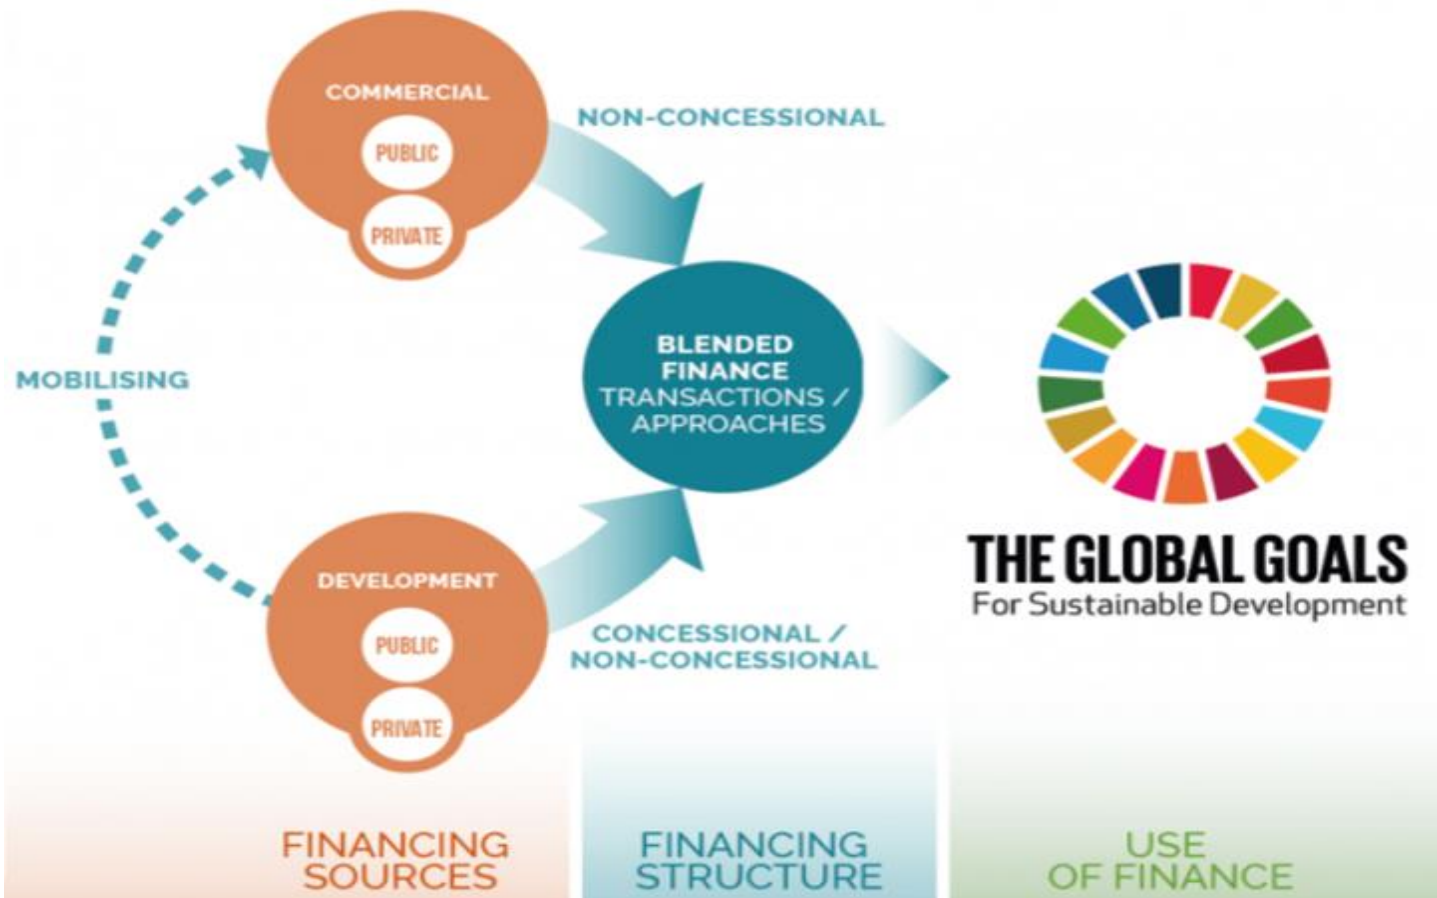 COMMERCIAL
PUBLIC
PRIVATE
NON-CONCESSIONAL
MOBILISING
BLENDED
FINANCE
TRANSACTIONS /
APPROACHES
DEVELOPMENT
PUBLIC
PRIVATE
CONCESSIONAL /
NON-CONCESSIONAL
THE GLOBAL GOALS
For Sustainable Development
FINANCING
SOURCES
FINANCING
STRUCTURE
USE
OF FINANCE